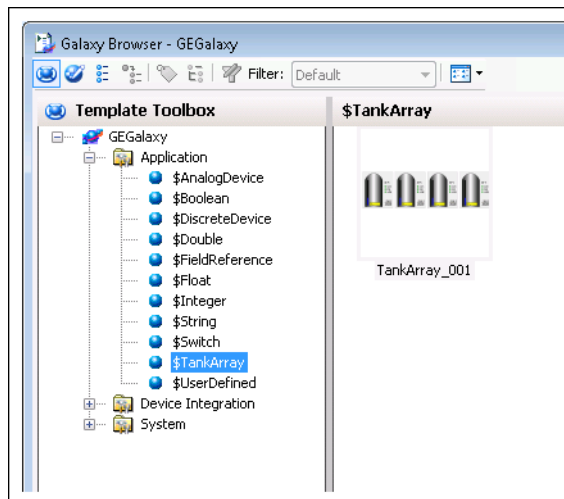 Galaxy Browser - GEGalaxy
Filter: Default
Template Toolbox
GEGalaxy
Application
$AnalogDevice
$Boolean
$DiscreteDevice
$Double
$FieldReference
$Float
$Integer
$String
$Switch
$TankArray
$UserDefined
Device Integration
System
$TankArray
TankArray_001